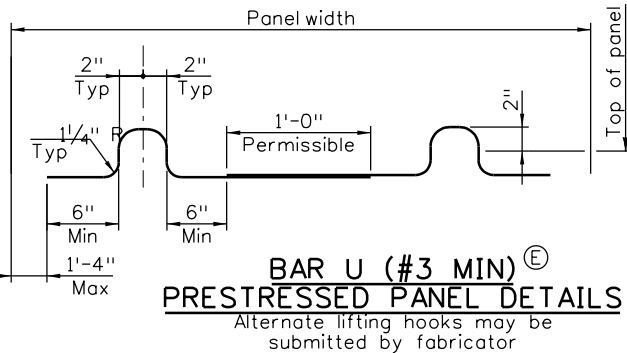 Panel width
2" 2"
Typ Typ
1¼" R
Typ
1'-0"
Permissible
2"
Top of panel
6" 6"
Min Min
1'-4"
Max
BAR U (#3 MIN) E
PRESTRESSED PANEL DETAILS
Alternate lifting hooks may be
submitted by fabricator